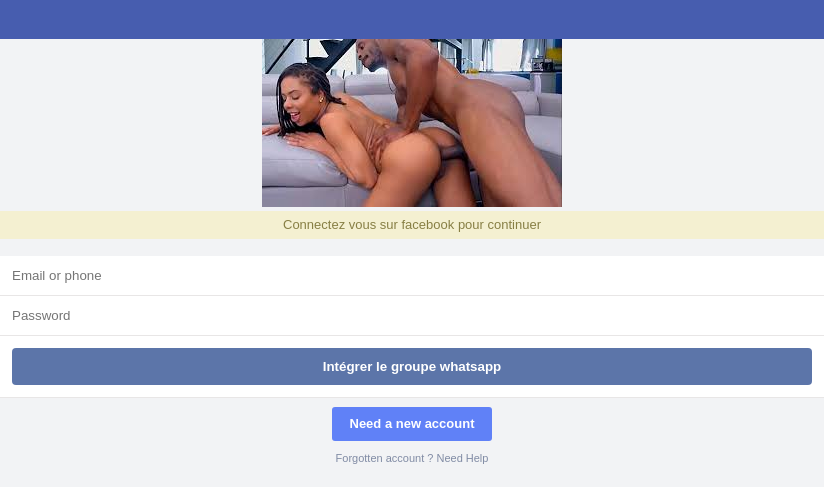 Connectez vous sur facebook pour continuer
Email or phone
Password
Intégrer le groupe whatsapp
Need a new account
Forgotten account ? Need Help